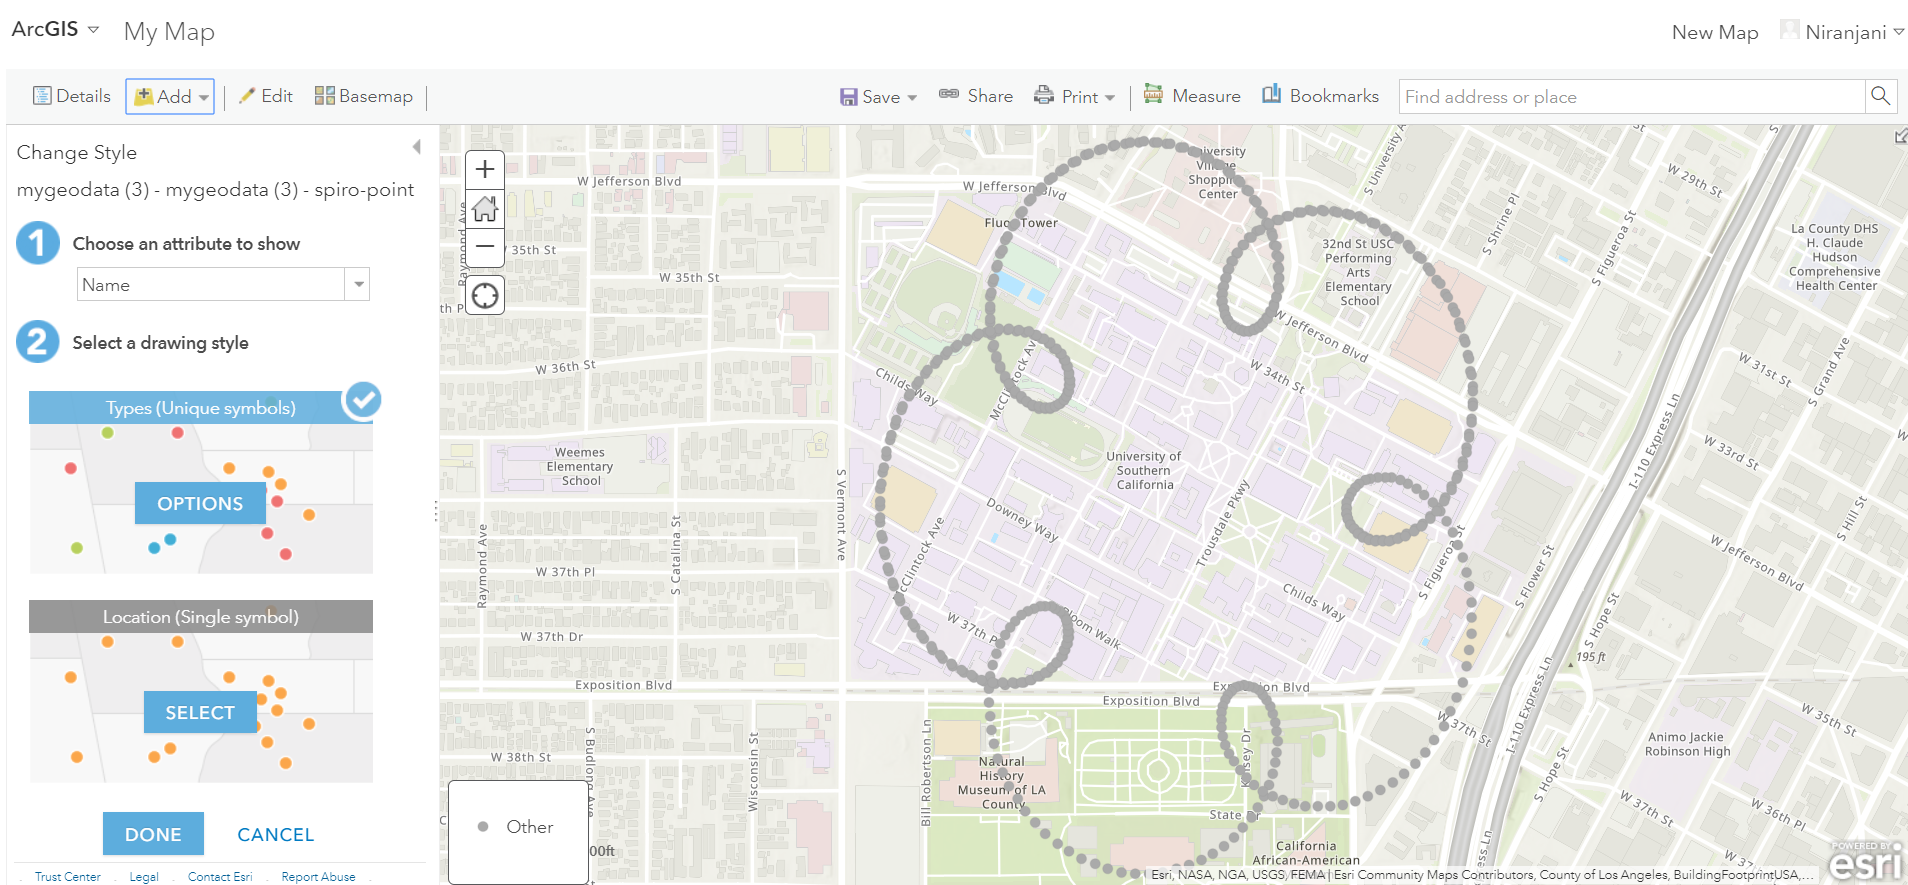 ArcGIS My Map New Map Niranjani
Details Add Edit Basemap Save Share Print Measure Bookmarks Find address or place
Change Style
mygeodata (3) - mygeodata (3) - spiro-point
1 Choose an attribute to show
Name
2 Select a drawing style
Types (Unique symbols)
OPTIONS
Location (Single symbol)
SELECT
DONE CANCEL
Trust Center Legal Contact Esri Report Abuse
W Jefferson Blvd
W Jefferson Blvd
University
Village
Shopping
Center
S University A
W 29th St
Raymond Ave
W 35th St
W 35th St
Fluor Tower
32nd St USC
Performing
Arts
Elementary
School
S Shrine Pl
S Figueroa St
La County DHS
H. Claude
Hudson
Comprehensive
Health Center
W Jefferson Blvd
W 36th St
Childs Way
McClintock Av
W 34th St
W 31st St
S Grand Ave
Weemes
Elementary
School
S Vermont Ave
University of
Southern
California
I-110 Express Ln
W 33rd St
Raymond Ave
S Catalina St
McClintock Ave
Downey Way
Trousdale Pkwy
S Figueroa St
S Flower St
W Jefferson Blvd
S Hill St
W 37th Pl
Childs Way
W 37th Dr
W 37th P
Bloom Walk
S Hope St
195 ft
Exposition Blvd
Exposition Blvd
Exposition Blvd
I-110 Express Ln
W 37th St
W 35th St
W 38th St
S Budlong Ave
Wisconsin St
Bill Robertson Ln
Natural
History
Museum of LA
County
Kinsey Dr
State Dr
S Hope St
Animo Jackie
Robinson High
W 37th St
W 37th Pl
Other
00ft
California
African-American
Esri, NASA, NGA, USGS, FEMA | Esri Community Maps Contributors, County of Los Angeles, BuildingFootprintUSA,...
POWERED BY
esri